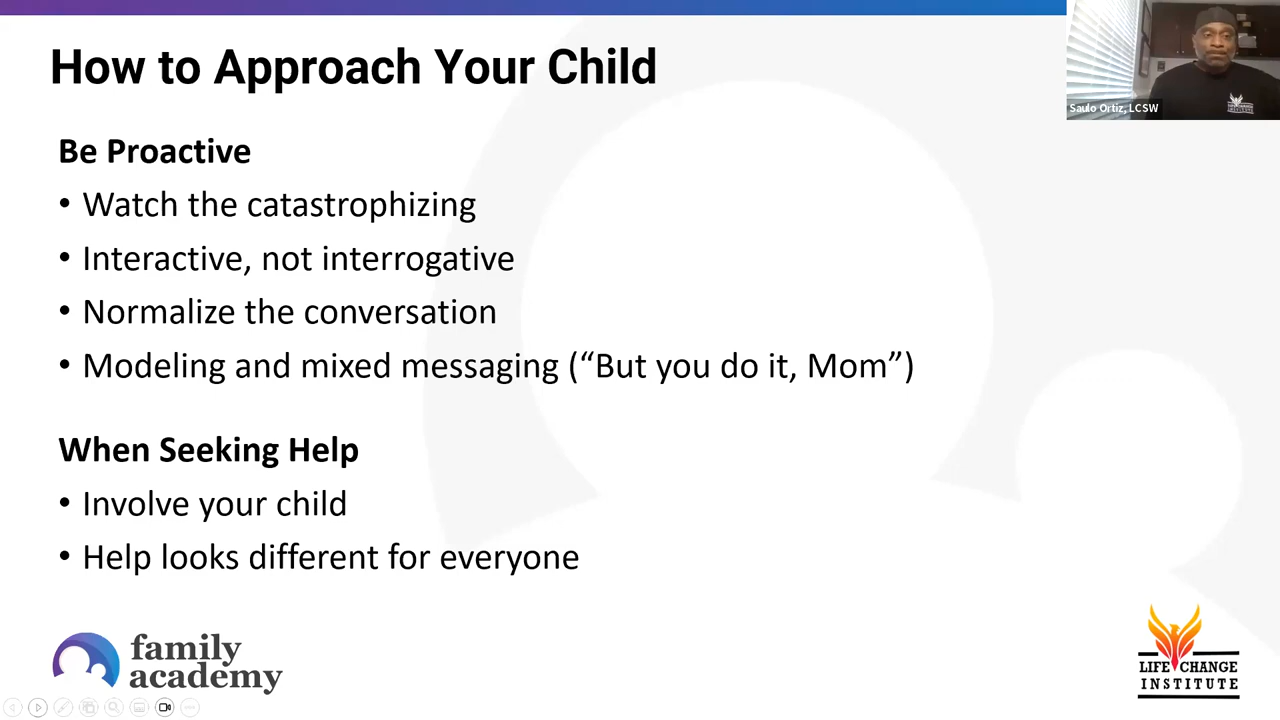 How to Approach Your Child
Saulo Ortiz, LCSW
Be Proactive
• Watch the catastrophizing
• Interactive, not interrogative
• Normalize the conversation
• Modeling and mixed messaging (“But you do it, Mom”)
When Seeking Help
• Involve your child
• Help looks different for everyone
family
academy
LIFE CHANGE
INSTITUTE